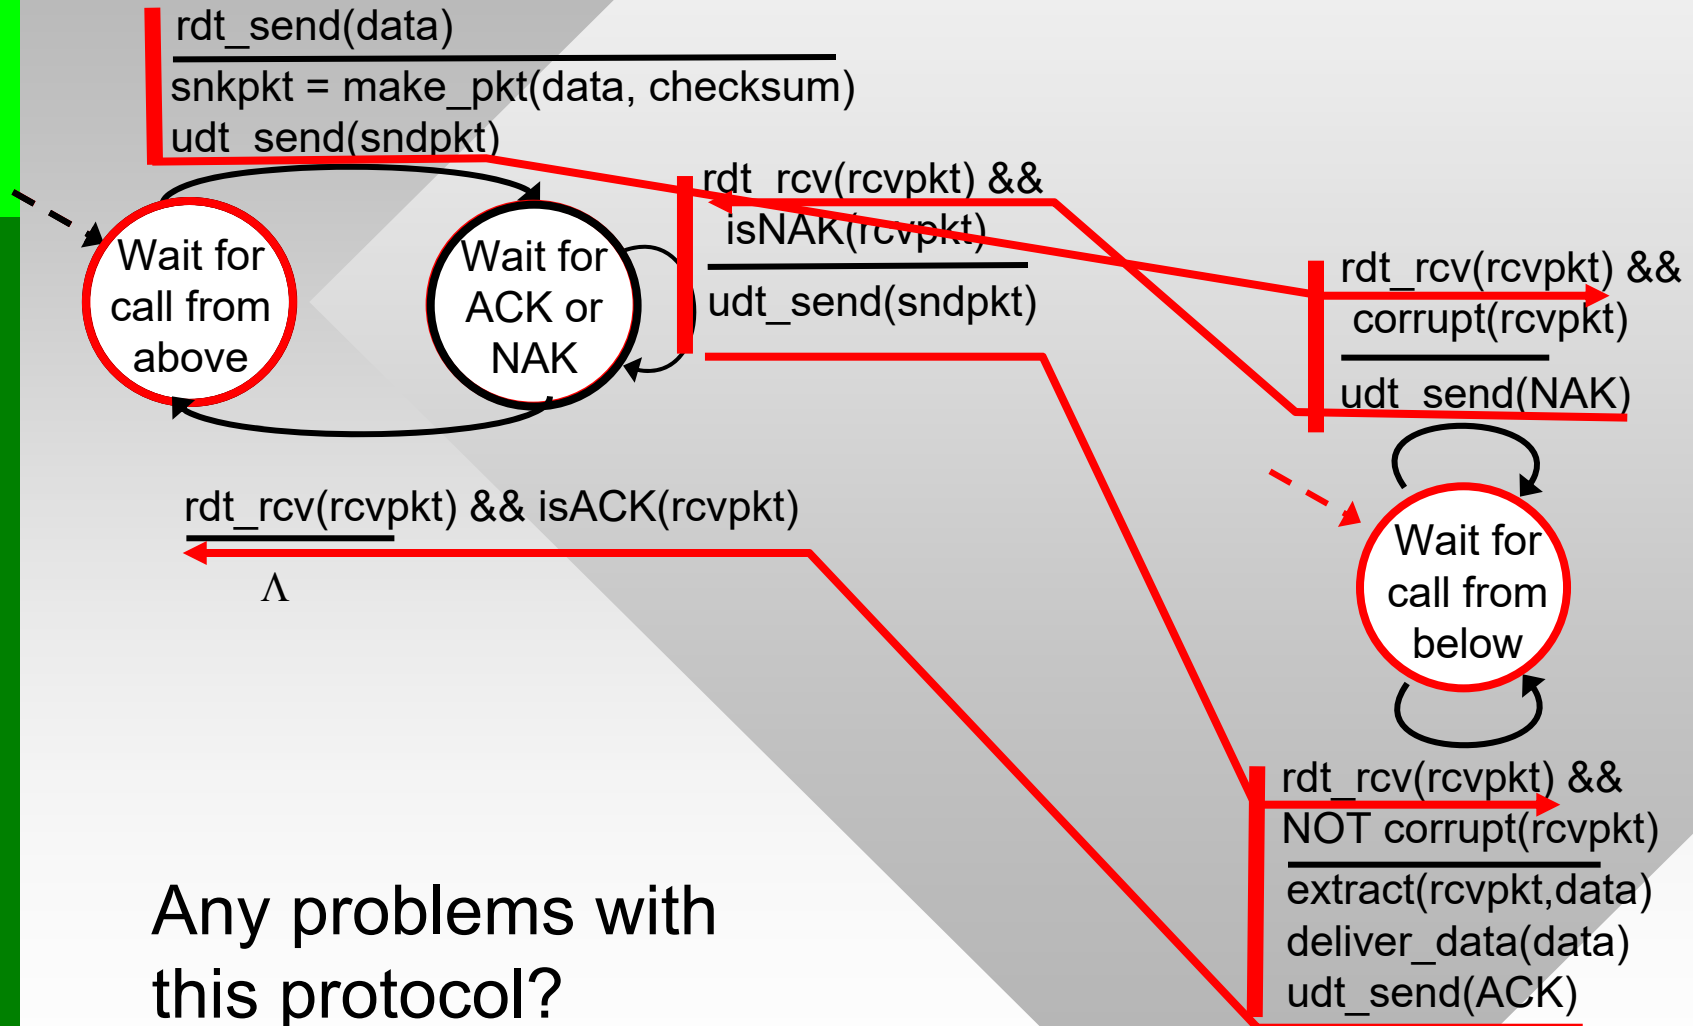 rdt_send(data)
snkpkt = make_pkt(data, checksum)
udt_send(sndpkt)
rdt_rcv(rcvpkt) &&
isNAK(rcvpkt)
udt_send(sndpkt)
Wait for
call from
above
Wait for
ACK or
NAK
rdt_rcv(rcvpkt) && isACK(rcvpkt)
Λ
rdt_rcv(rcvpkt) &&
corrupt(rcvpkt)
udt_send(NAK)
Wait for
call from
below
rdt_rcv(rcvpkt) &&
NOT corrupt(rcvpkt)
extract(rcvpkt,data)
deliver_data(data)
udt_send(ACK)
Any problems with
this protocol?